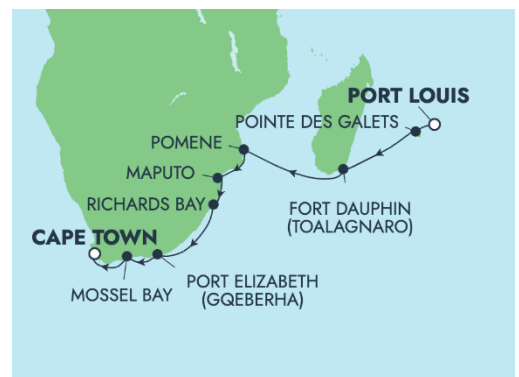 PORT LOUIS
POINTE DES GALETS
POMENE
MAPUTO
RICHARDS BAY
FORT DAUPHIN
(TOALAGNARO)
CAPE TOWN
PORT ELIZABETH
(GQEBERHA)
MOSSEL BAY